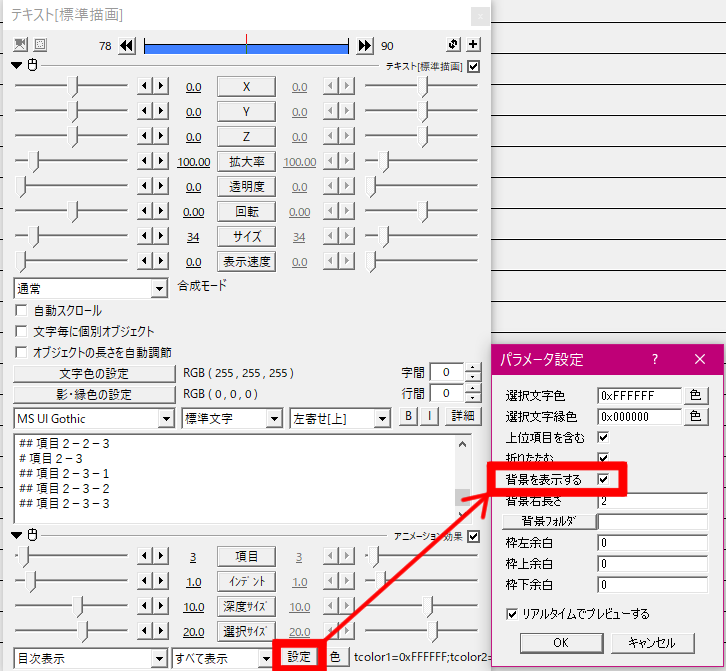 テキスト[標準描画]
78 90
テキスト[標準描画]
0.0 X 0.0
0.0 Y 0.0
0.0 Z 0.0
100.00 拡大率 100.00
0.0 透明度 0.0
0.00 回転 0.00
34 サイズ 34
0.0 表示速度 0.0
通常 合成モード
自動スクロール
文字毎に個別オブジェクト
オブジェクトの長さを自動調節
文字色の設定 RGB ( 255 , 255 , 255 ) 字間 0
影・縁色の設定 RGB ( 0 , 0 , 0 ) 行間 0
MS UI Gothic 標準文字 左寄せ[上] B I 詳細
## 項目２－２－３
# 項目２－３
## 項目２－３－１
## 項目２－３－２
## 項目２－３－３
アニメーション効果
3 項目 3
1.0 インデント 1.0
10.0 深度サイズ 10.0
20.0 選択サイズ 20.0
目次表示 すべて表示 設定 色 tcolor1=0xFFFFFF;tcolor2=
パラメータ設定 ?
選択文字色 0xFFFFFF 色
選択文字縁色 0x000000 色
上位項目を含む
折りたたむ
背景を表示する
背景右長さ 2
背景フォルダ
枠左余白 0
枠上余白 0
枠下余白 0
リアルタイムでプレビューする
OK キャンセル